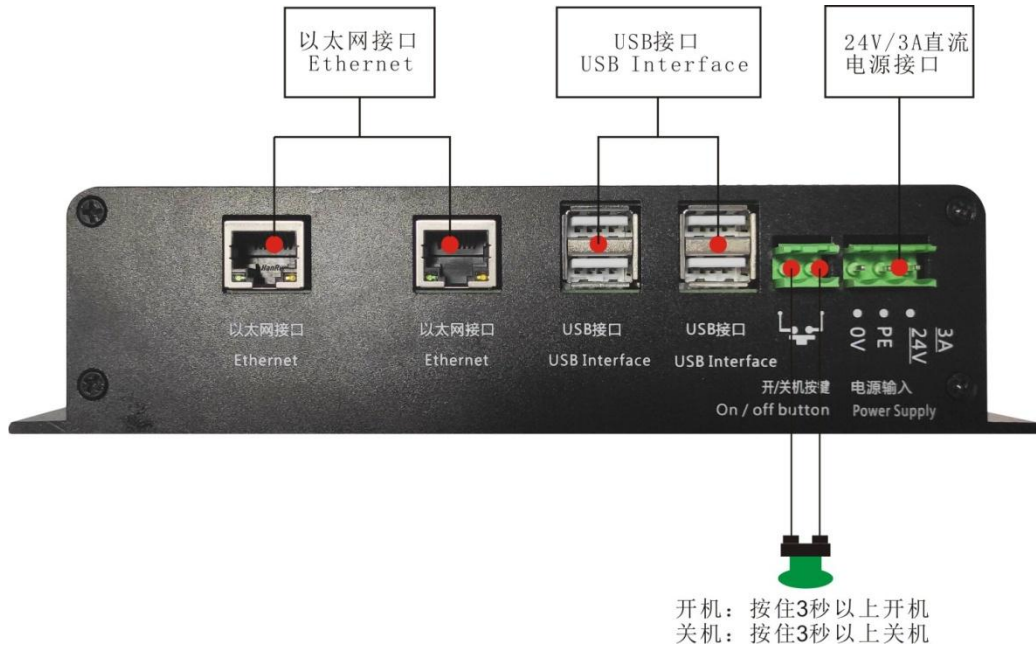 以太网接口
Ethernet
USB接口
USB Interface
24V/3A直流
电源接口
以太网接口
Ethernet
以太网接口
Ethernet
USB接口
USB Interface
USB接口
USB Interface
开/关机按键
On / off button
0V
PE
24V
3A
电源输入
Power Supply
开机：按住3秒以上开机
关机：按住3秒以上关机